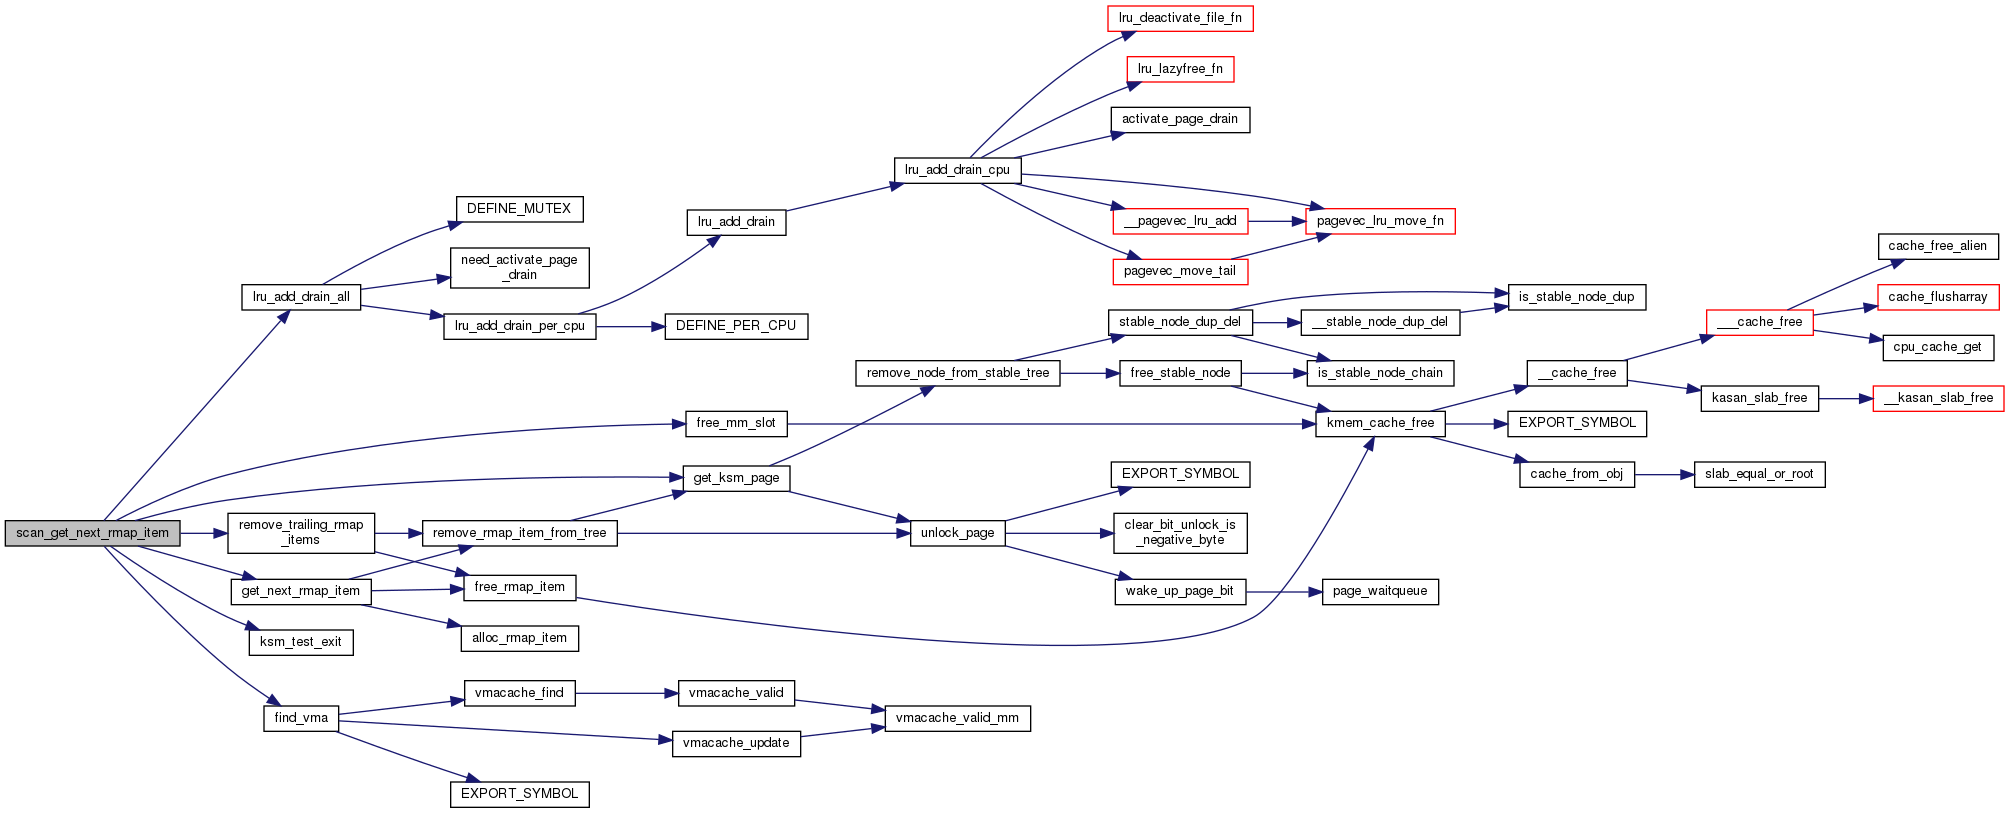 lru_deactivate_file_fn
lru_lazyfree_fn
activate_page_drain
lru_add_drain_cpu
DEFINE_MUTEX
lru_add_drain
__pagevec_lru_add
pagevec_lru_move_fn
cache_free_alien
need_activate_page
_drain
pagevec_move_tail
lru_add_drain_all
is_stable_node_dup
cache_flusharray
lru_add_drain_per_cpu
DEFINE_PER_CPU
stable_node_dup_del
__stable_node_dup_del
___cache_free
cpu_cache_get
remove_node_from_stable_tree
free_stable_node
is_stable_node_chain
__cache_free
kasan_slab_free
__kasan_slab_free
free_mm_slot
kmem_cache_free
EXPORT_SYMBOL
get_ksm_page
EXPORT_SYMBOL
cache_from_obj
slab_equal_or_root
scan_get_next_rmap_item
remove_trailing_rmap
_items
remove_rmap_item_from_tree
unlock_page
clear_bit_unlock_is
_negative_byte
get_next_rmap_item
free_rmap_item
wake_up_page_bit
page_waitqueue
ksm_test_exit
alloc_rmap_item
vmacache_find
vmacache_valid
find_vma
vmacache_valid_mm
vmacache_update
EXPORT_SYMBOL